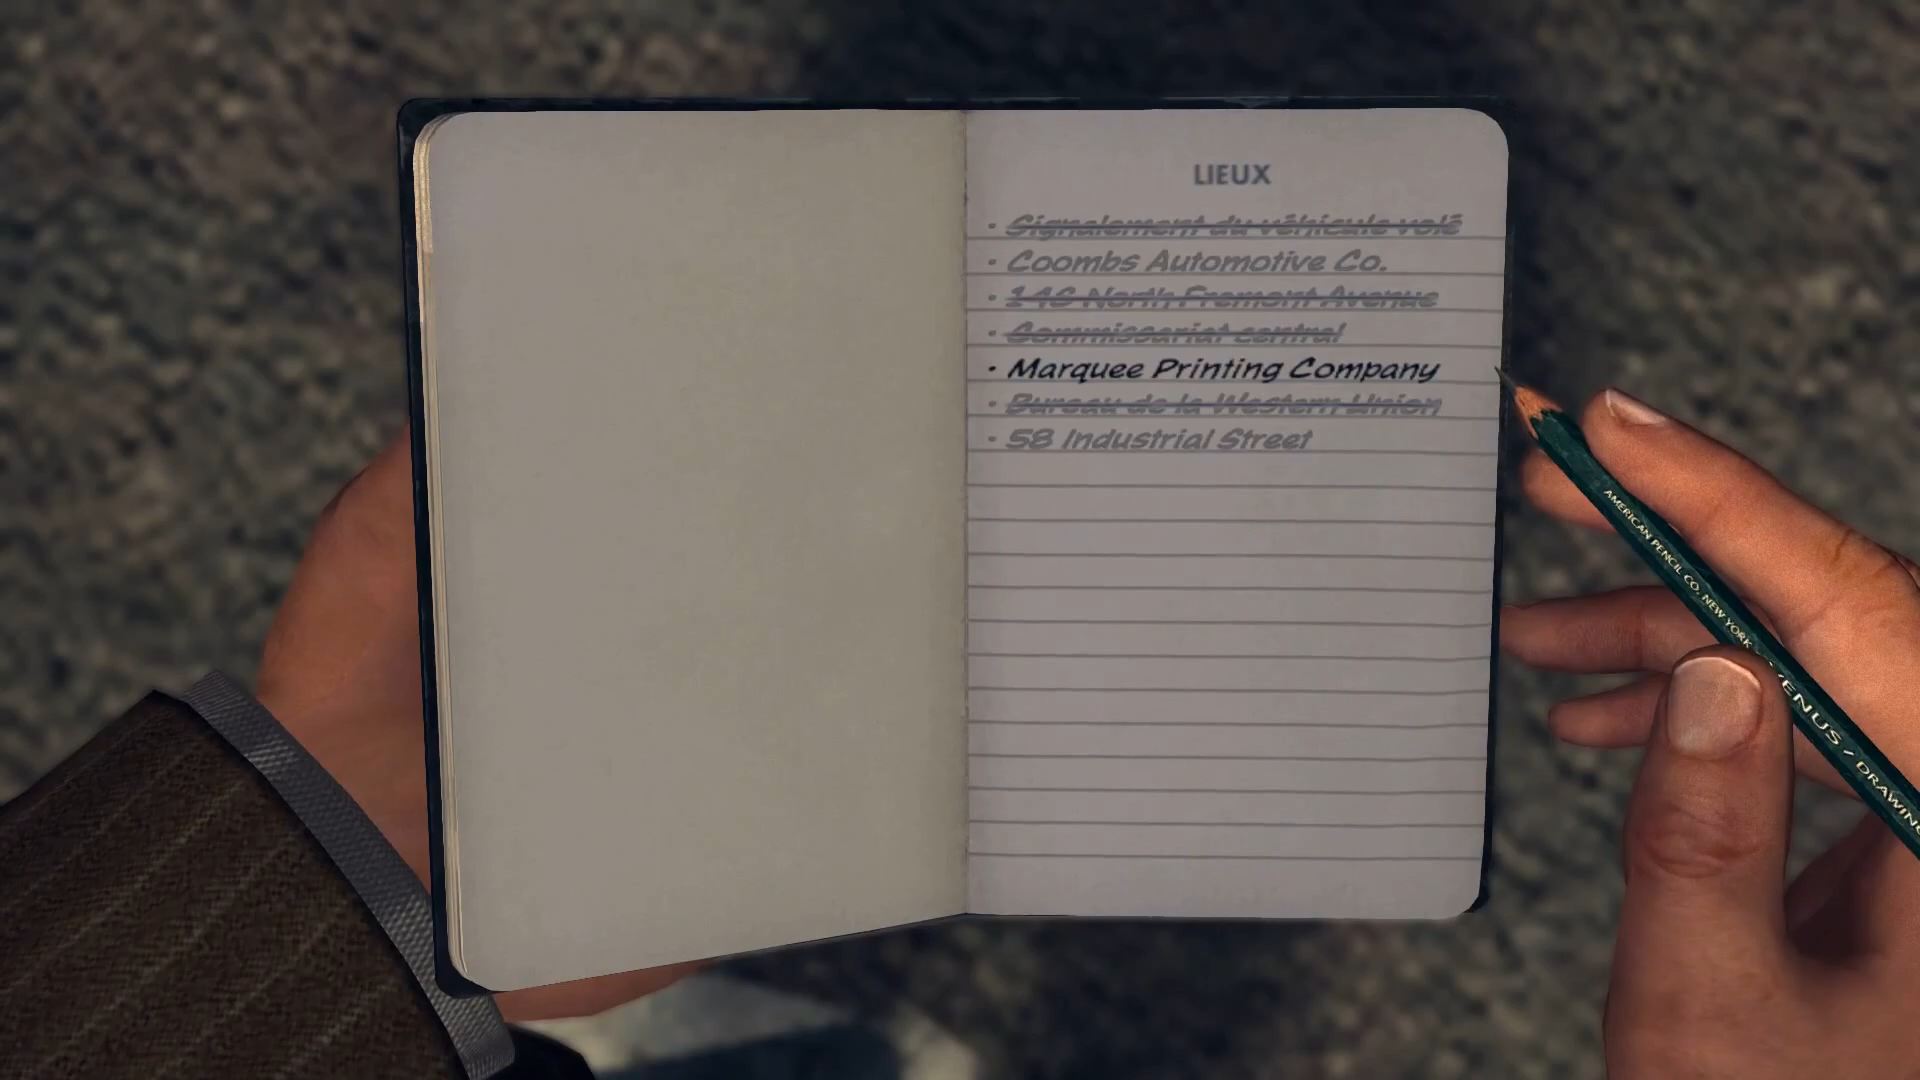 LIEUX
· Signalement du véhicule volé
· Coombs Automotive Co.
· 146 North Fremont Avenue
· Commissariat central
· Marquee Printing Company
· Bureau de la Western Union
· 58 Industrial Street
AMERICAN PENCIL CO. NEW YORK
VENUS / DRAWING